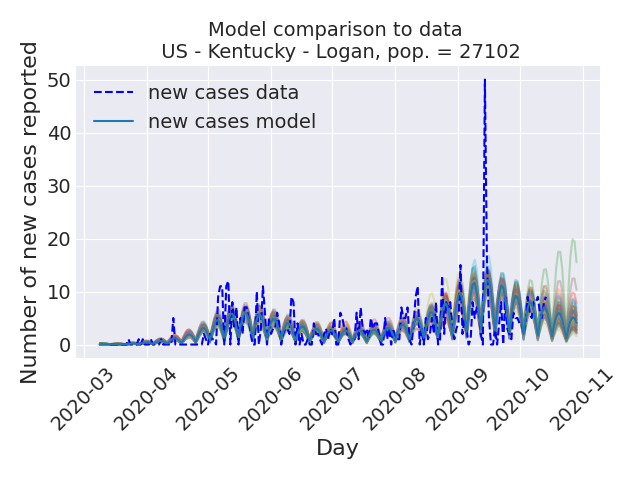 Model comparison to data
US - Kentucky - Logan, pop. = 27102
Number of new cases reported
50
40
30
20
10
0
new cases data
new cases model
2020-03
2020-04
2020-05
2020-06
2020-07
2020-08
2020-09
2020-10
2020-11
Day